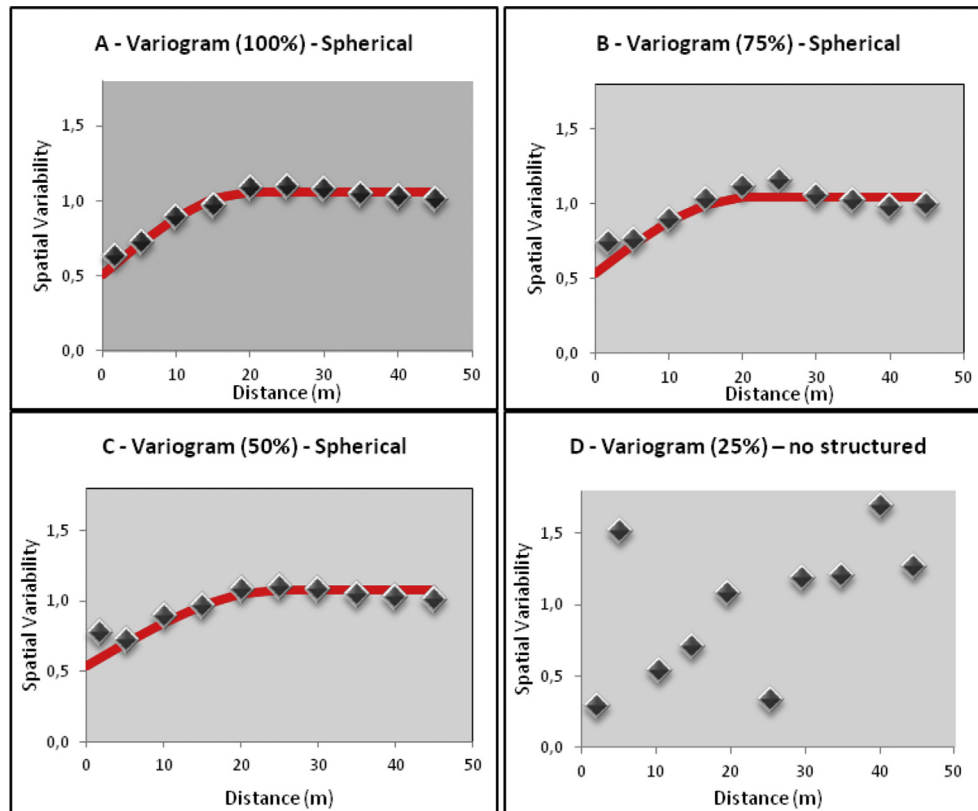 A - Variogram (100%) - Spherical
Spatial Variability
1,5
1,0
0,5
0,0
0 10 20 30 40 50
Distance (m)
B - Variogram (75%) - Spherical
Spatial Variability
1,5
1,0
0,5
0,0
0 10 20 30 40 50
Distance (m)
C - Variogram (50%) - Spherical
Spatial Variability
1,5
1,0
0,5
0,0
0 10 20 30 40 50
Distance (m)
D - Variogram (25%) – no structured
Spatial Variability
1,5
1,0
0,5
0,0
0 10 20 30 40 50
Distance (m)